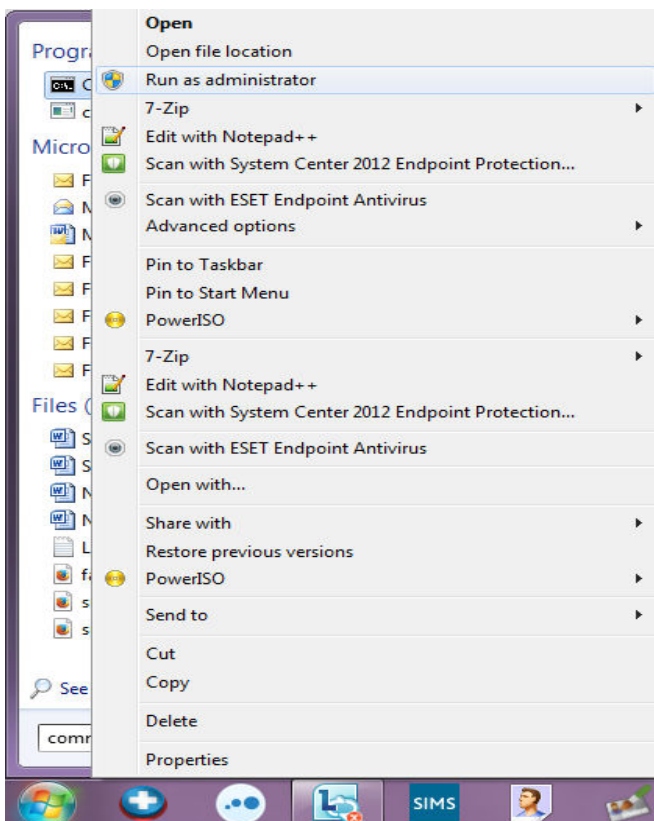 Open
Open file location
Run as administrator
7-Zip
Edit with Notepad++
Scan with System Center 2012 Endpoint Protection...
Scan with ESET Endpoint Antivirus
Advanced options
Pin to Taskbar
Pin to Start Menu
PowerISO
7-Zip
Edit with Notepad++
Scan with System Center 2012 Endpoint Protection...
Scan with ESET Endpoint Antivirus
Open with...
Share with
Restore previous versions
PowerISO
Send to
Cut
Copy
Delete
Properties
Progra
Micro
Files (
See
SIMS